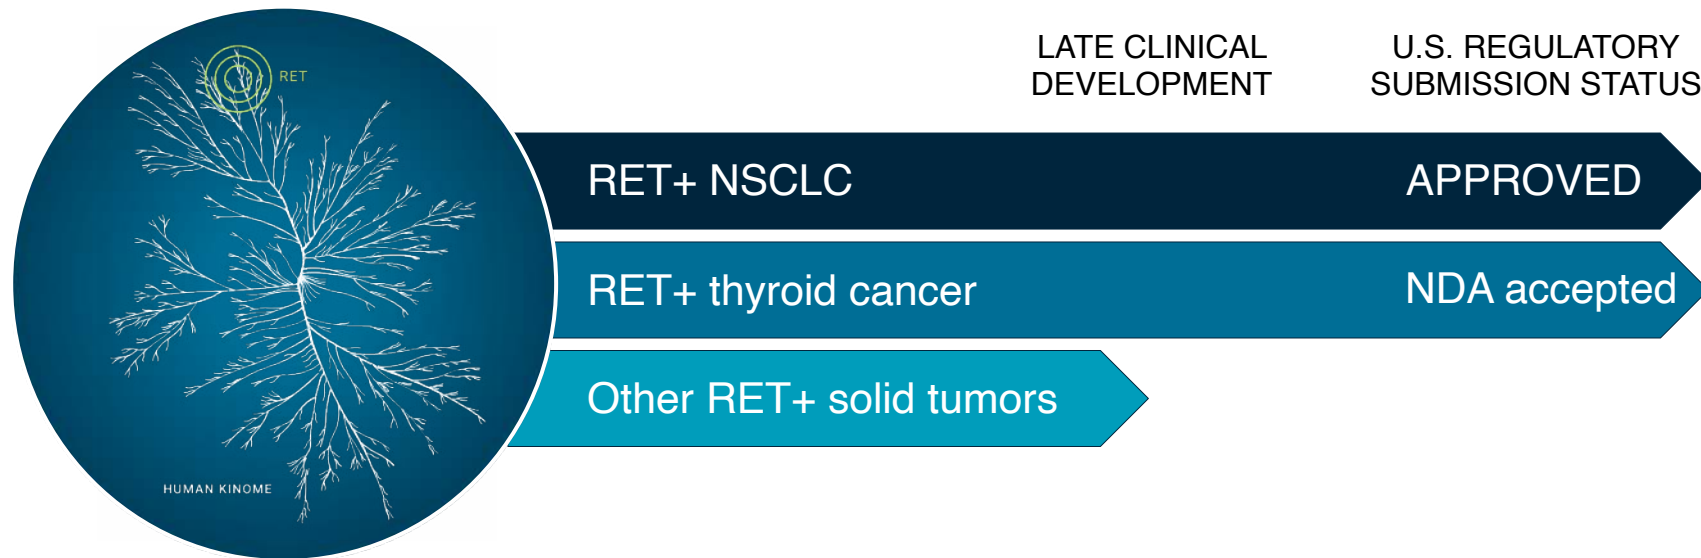 RET
HUMAN KINOME
LATE CLINICAL
DEVELOPMENT
U.S. REGULATORY
SUBMISSION STATUS
RET+ NSCLC
APPROVED
RET+ thyroid cancer
NDA accepted
Other RET+ solid tumors